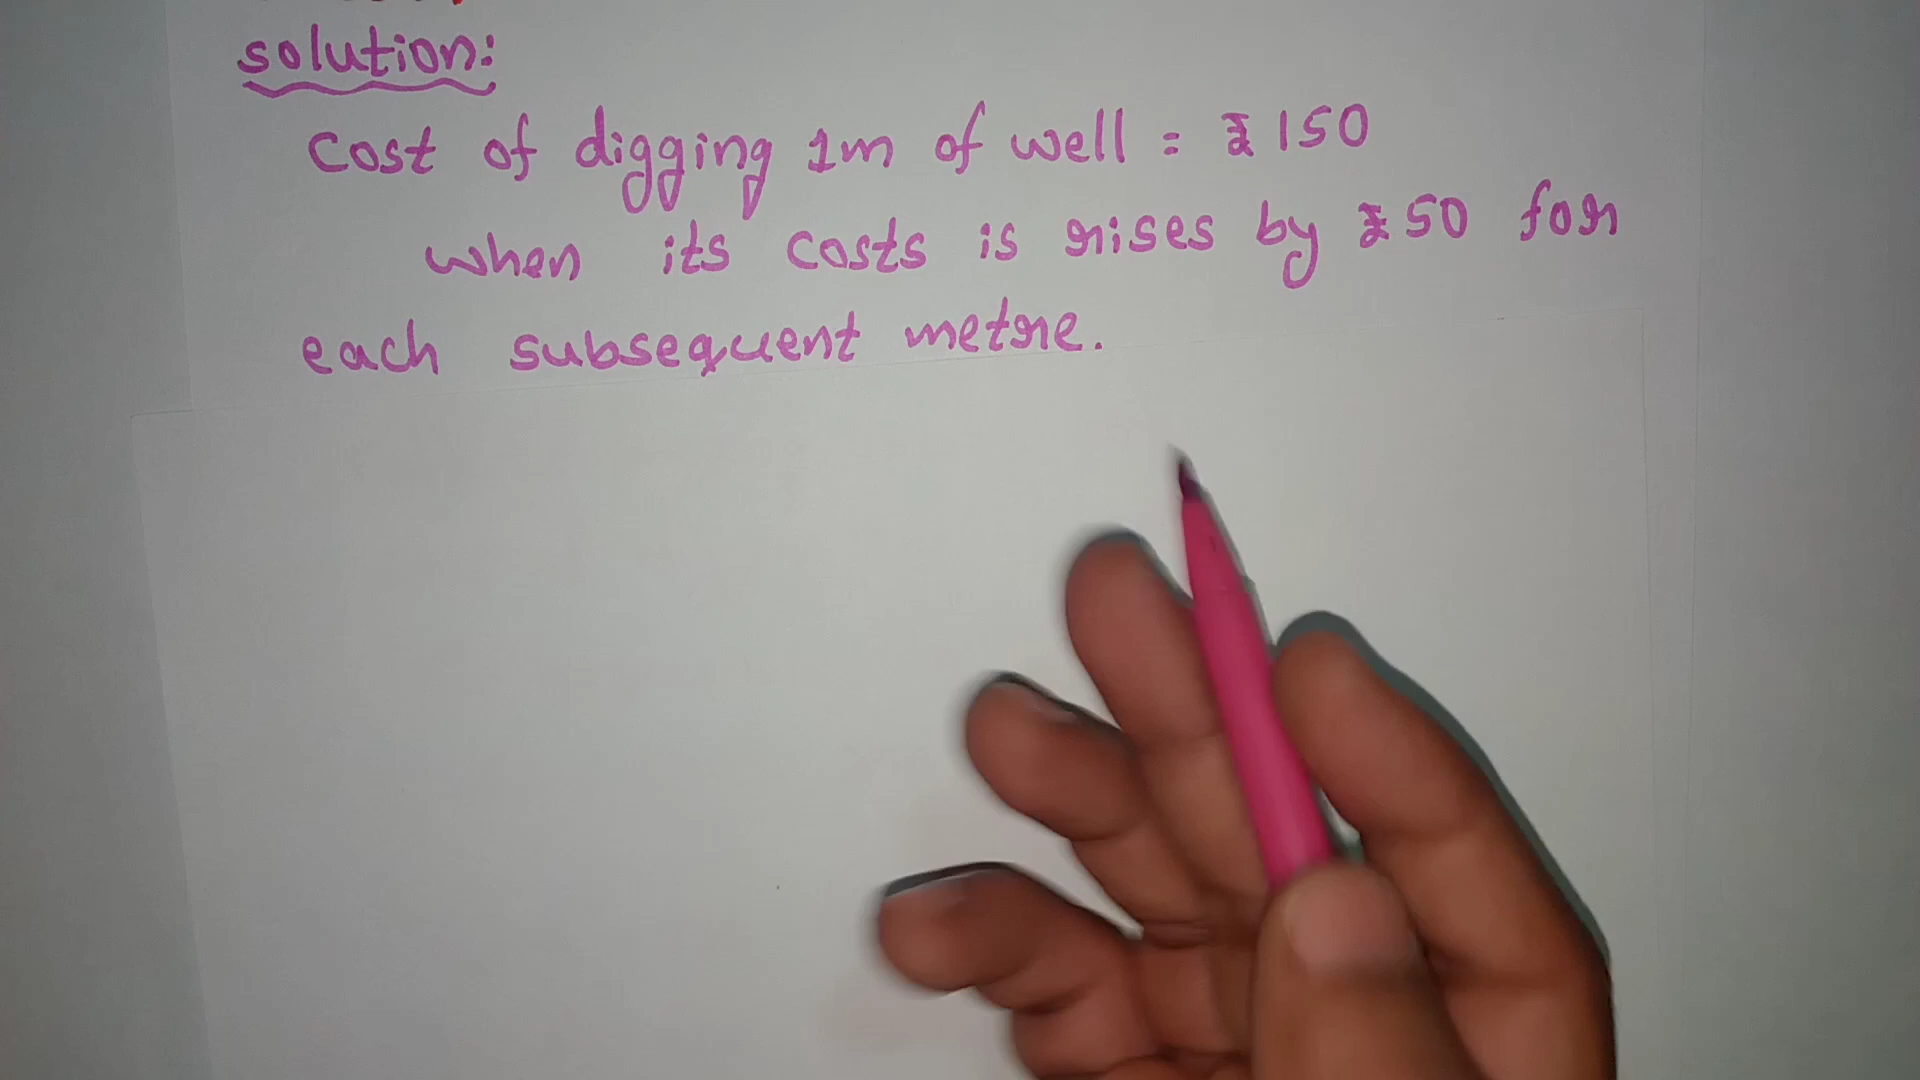 solution:
Cost of digging 1m of well = ₹150
when its costs is rises by ₹50 for
each subsequent metre.